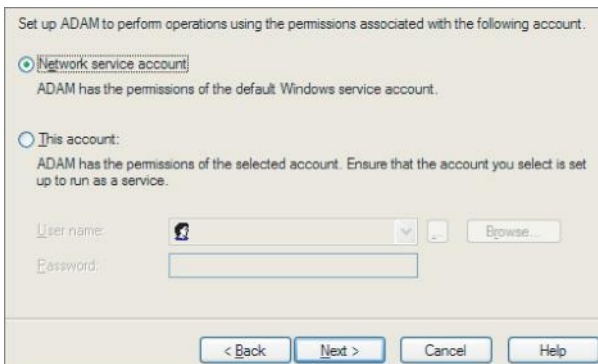 Set up ADAM to perform operations using the permissions associated with the following account.
Network service account
ADAM has the permissions of the default Windows service account.
This account:
ADAM has the permissions of the selected account. Ensure that the account you select is set
up to run as a service.
User name:
.. Browse...
Password:
< Back Next > Cancel Help